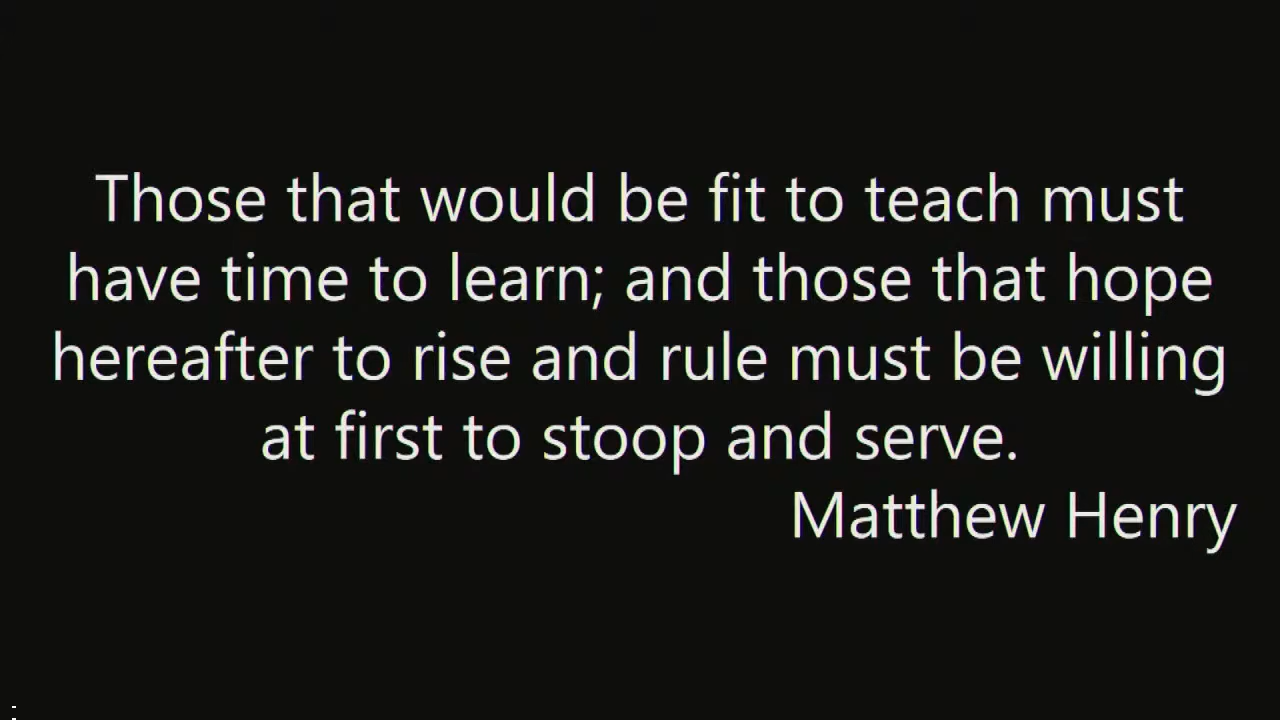 Those that would be fit to teach must
have time to learn; and those that hope
hereafter to rise and rule must be willing
at first to stoop and serve.
Matthew Henry